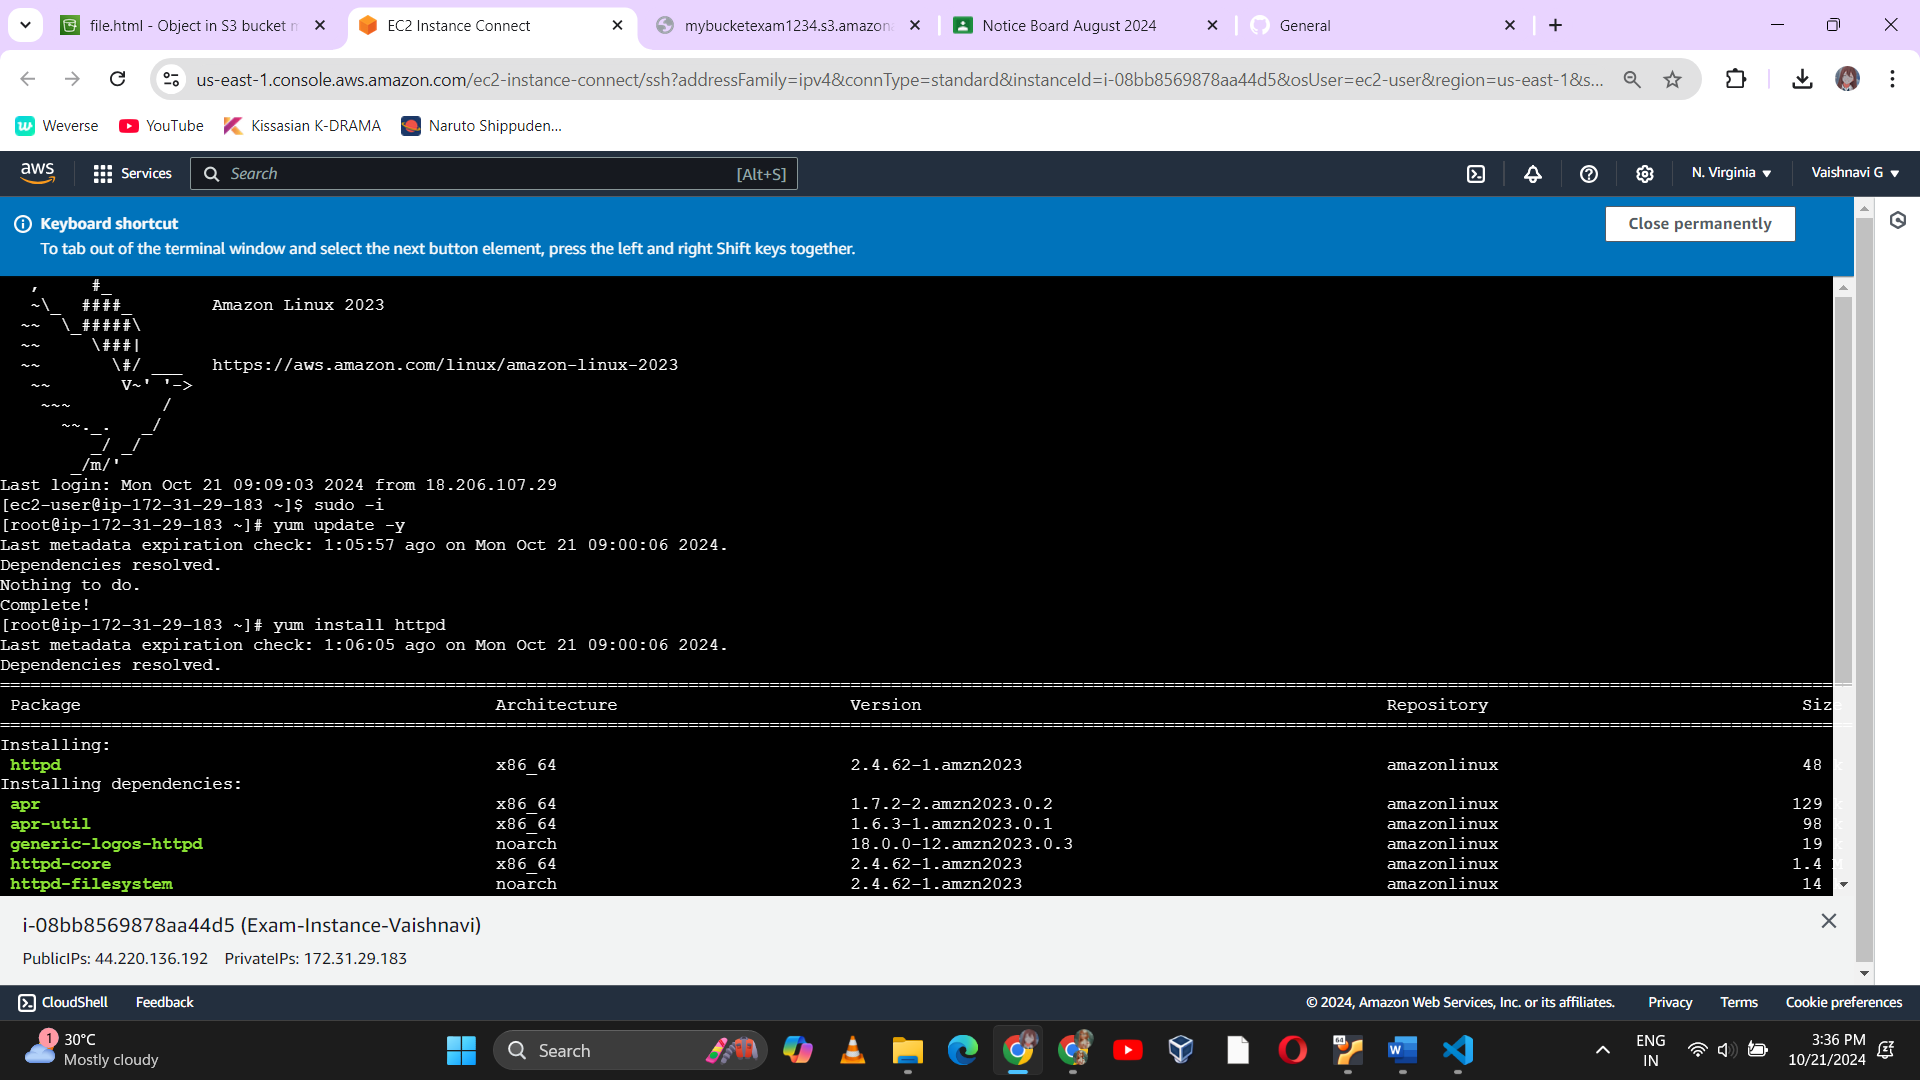 file.html - Object in S3 bucket m
EC2 Instance Connect
mybucketexam1234.s3.amazona
Notice Board August 2024
General
us-east-1.console.aws.amazon.com/ec2-instance-connect/ssh?addressFamily=ipv4&connType=standard&instanceId=i-08bb8569878aa44d5&osUser=ec2-user&region=us-east-1&s...
Weverse
YouTube
Kissasian K-DRAMA
Naruto Shippuden...
aws
Services
Search
[Alt+S]
N. Virginia
Vaishnavi G
Keyboard shortcut
To tab out of the terminal window and select the next button element, press the left and right Shift keys together.
Close permanently
   ,     #_
   ~\_  ####_        Amazon Linux 2023
  ~~  \_#####\
  ~~     \###|
  ~~       \#/ ___   https://aws.amazon.com/linux/amazon-linux-2023
   ~~       V~' '->
    ~~~         /
      ~~._.   _/
         _/ _/
       _/m/'
Last login: Mon Oct 21 09:09:03 2024 from 18.206.107.29
[ec2-user@ip-172-31-29-183 ~]$ sudo -i
[root@ip-172-31-29-183 ~]# yum update -y
Last metadata expiration check: 1:05:57 ago on Mon Oct 21 09:00:06 2024.
Dependencies resolved.
Nothing to do.
Complete!
[root@ip-172-31-29-183 ~]# yum install httpd
Last metadata expiration check: 1:06:05 ago on Mon Oct 21 09:00:06 2024.
Dependencies resolved.
Package Architecture Version Repository Size
Installing:
httpd x86_64 2.4.62-1.amzn2023 amazonlinux 48 k
Installing dependencies:
apr x86_64 1.7.2-2.amzn2023.0.2 amazonlinux 129 k
apr-util x86_64 1.6.3-1.amzn2023.0.1 amazonlinux 98 k
generic-logos-httpd noarch 18.0.0-12.amzn2023.0.3 amazonlinux 19 k
httpd-core x86_64 2.4.62-1.amzn2023 amazonlinux 1.4 M
httpd-filesystem noarch 2.4.62-1.amzn2023 amazonlinux 14 k
i-08bb8569878aa44d5 (Exam-Instance-Vaishnavi)
PublicIPs: 44.220.136.192 PrivateIPs: 172.31.29.183
CloudShell
Feedback
© 2024, Amazon Web Services, Inc. or its affiliates.
Privacy
Terms
Cookie preferences
1
30°C
Mostly cloudy
Search
64
W
ENG
IN
3:36 PM
10/21/2024